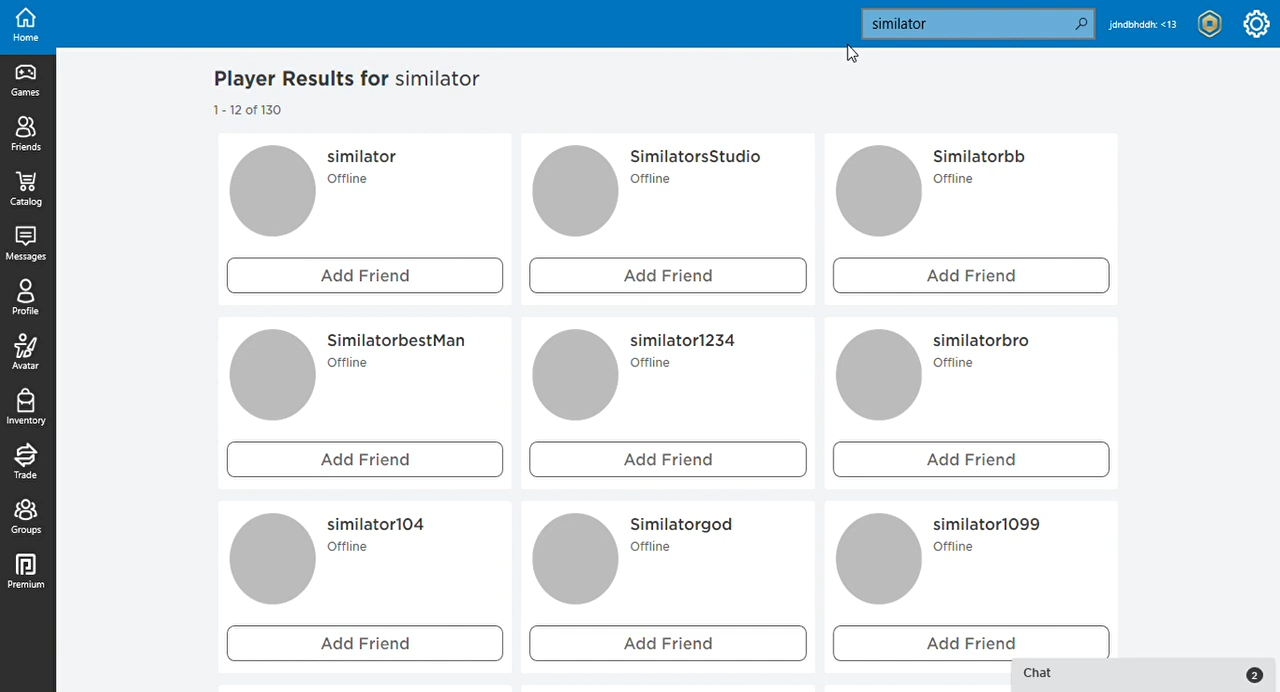 Home
similator
jdndbhddh: <13
Games
Friends
Catalog
Messages
Profile
Avatar
Inventory
Trade
Groups
Premium
Player Results for similator
1 - 12 of 130
similator
Offline
Add Friend
SimilatorsStudio
Offline
Add Friend
Similatorbb
Offline
Add Friend
SimilatorbestMan
Offline
Add Friend
similator1234
Offline
Add Friend
similatorbro
Offline
Add Friend
similator104
Offline
Add Friend
Similatorgod
Offline
Add Friend
similator1099
Offline
Add Friend
Chat
2